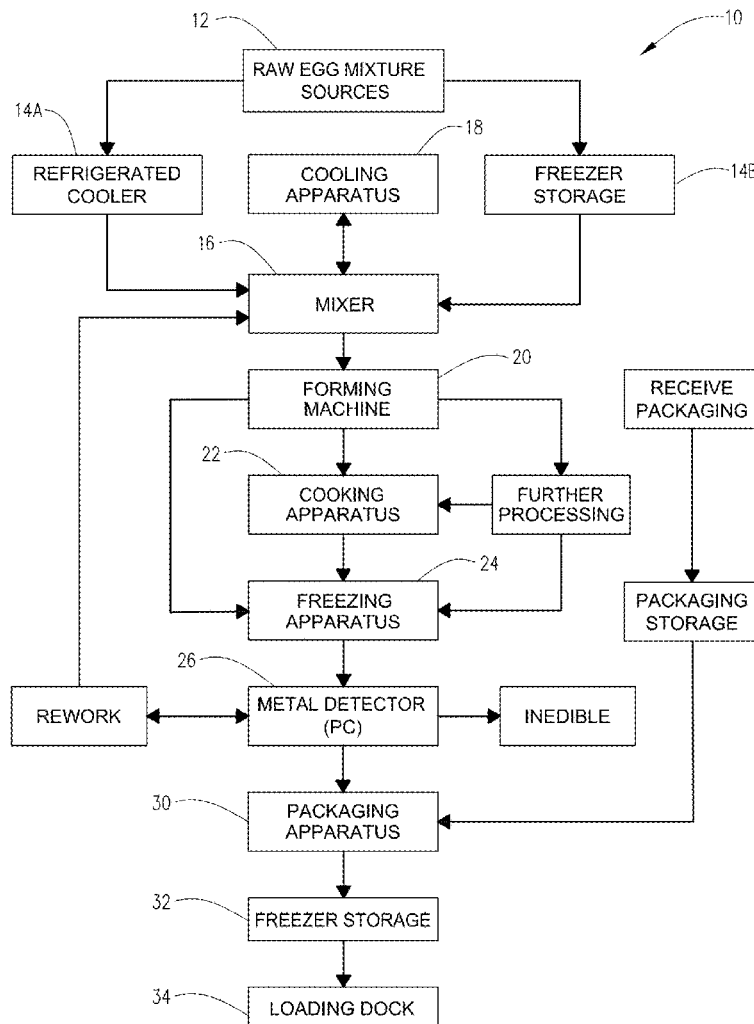 10
12
RAW EGG MIXTURE
SOURCES
14A
18
REFRIGERATED
COOLER
COOLING
APPARATUS
FREEZER
STORAGE
14B
16
MIXER
20
FORMING
MACHINE
RECEIVE
PACKAGING
22
COOKING
APPARATUS
FURTHER
PROCESSING
24
FREEZING
APPARATUS
PACKAGING
STORAGE
26
REWORK
METAL DETECTOR
(PC)
INEDIBLE
30
PACKAGING
APPARATUS
32
FREEZER STORAGE
34
LOADING DOCK